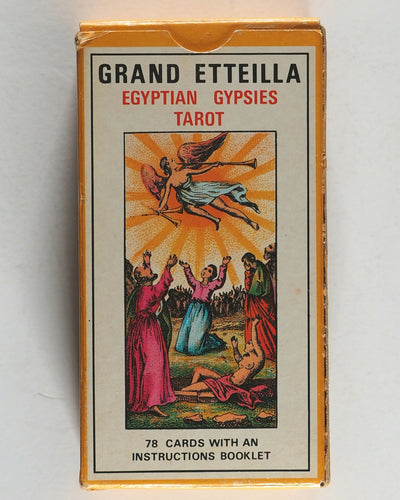 GRAND ETTEILLA
EGYPTIAN GYPSIES
TAROT
78 CARDS WITH AN
INSTRUCTIONS BOOKLET